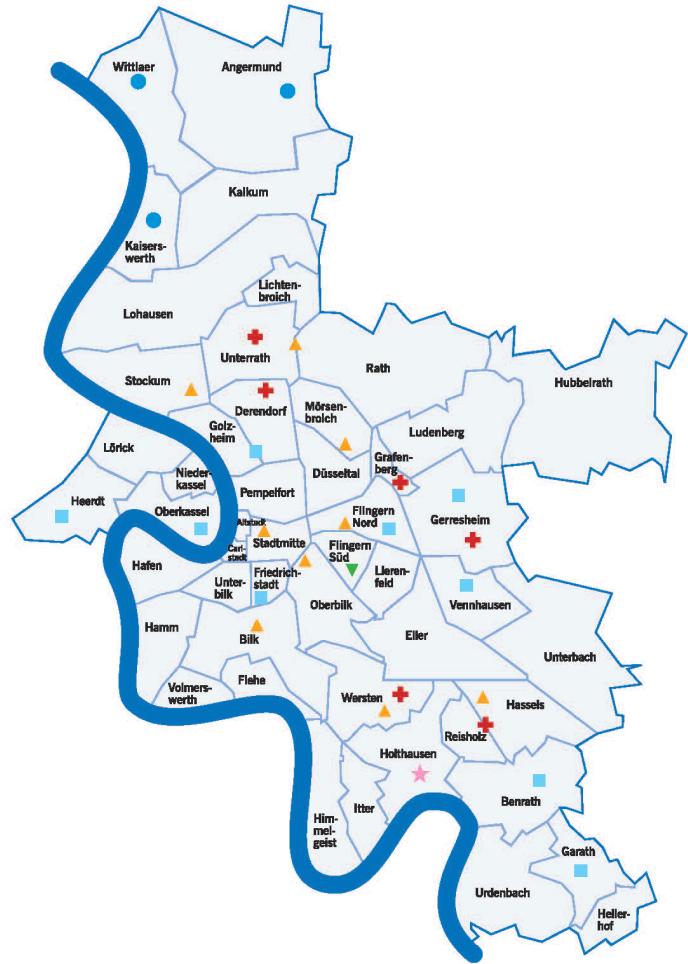 Wittlaer
Angermund
Kalkum
Kaisers-
werth
Lichten-
broich
Lohausen
Unterrath
Rath
Hubbelrath
Stockum
Derendorf
Mörsen-
broich
Golz-
heim
Ludenberg
Lörick
Grafen-
berg
Düsseltal
Nieder-
kassel
Pempelfort
Heerdt
Oberkassel
Flingern
Nord
Gerresheim
Altstadt
Stadtmitte
Carl-
stadt
Flingern
Süd
Hafen
Unter-
bilk
Friedrich-
stadt
Lieren-
feld
Vennhausen
Oberbilk
Hamm
Bilk
Eller
Unterbach
Flehe
Volmers-
werth
Wersten
Hassels
Reisholz
Holthausen
Benrath
Itter
Him-
mel-
geist
Garath
Urdenbach
Heller-
hof